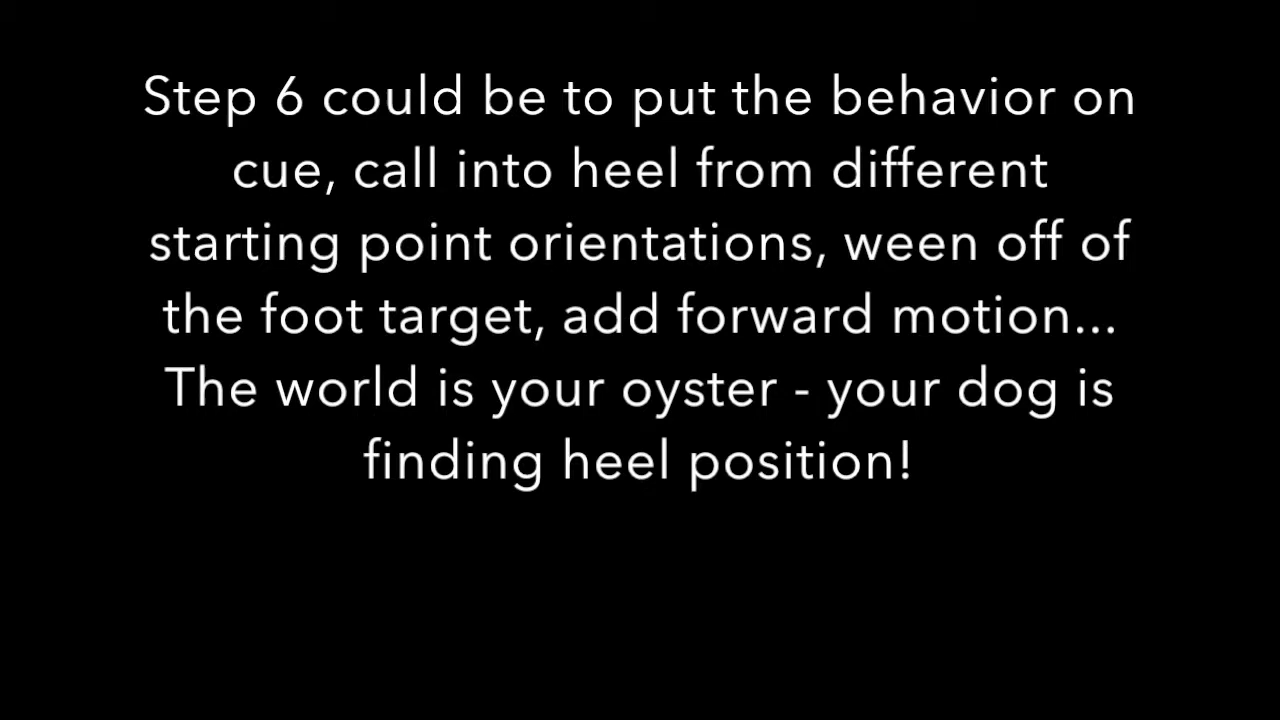 Step 6 could be to put the behavior on
cue, call into heel from different
starting point orientations, ween off of
the foot target, add forward motion...
The world is your oyster - your dog is
finding heel position!